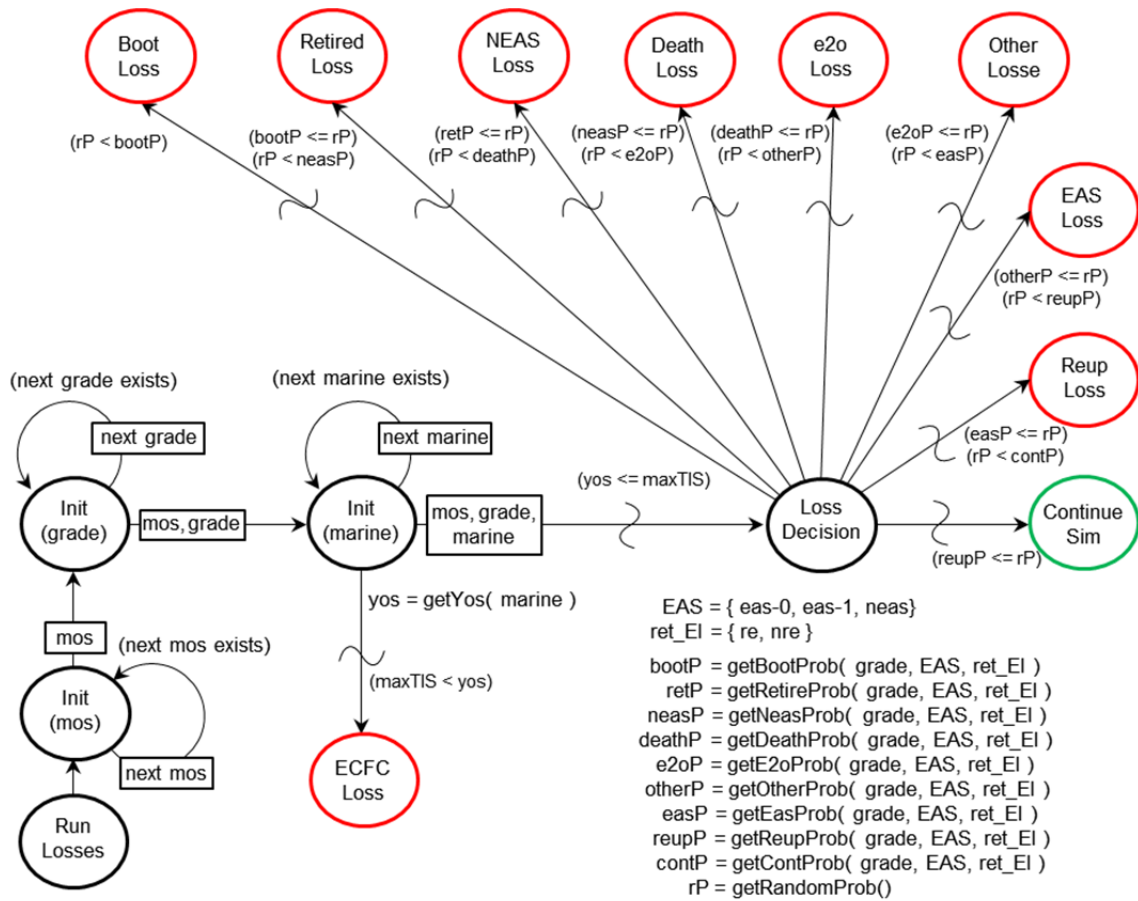 Boot
Loss
Retired
Loss
NEAS
Loss
Death
Loss
e2o
Loss
Other
Losse
(rP < bootP)
(bootP <= rP)
(rP < neasP)
(retP <= rP)
(rP < deathP)
(neasP <= rP)
(rP < e2oP)
(deathP <= rP)
(rP < otherP)
(e2oP <= rP)
(rP < easP)
EAS
Loss
(otherP <= rP)
(rP < reupP)
Reup
Loss
(easP <= rP)
(rP < contP)
(next grade exists)
next grade
(next marine exists)
next marine
(yos <= maxTIS)
Init
(grade)
mos,grade
Init
(marine)
mos,grade,
marine
Loss
Decision
Continue
Sim
(reupP <= rP)
yos = getYos( marine )
(maxTIS < yos)
ECFC
Loss
mos
(next mos exists)
Init
(mos)
next mos
Run
Losses
EAS = { eas-0, eas-1, neas}
ret_El = { re, nre }
bootP = getBootProb( grade, EAS, ret_El )
retP = getRetireProb( grade, EAS, ret_El )
neasP = getNeasProb( grade, EAS, ret_El )
deathP = getDeathProb( grade, EAS, ret_El )
e2oP = getE2oProb( grade, EAS, ret_El )
otherP = getOtherProb( grade, EAS, ret_El )
easP = getEasProb( grade, EAS, ret_El )
reupP = getReupProb( grade, EAS, ret_El )
contP = getContProb( grade, EAS, ret_El )
rP = getRandomProb()